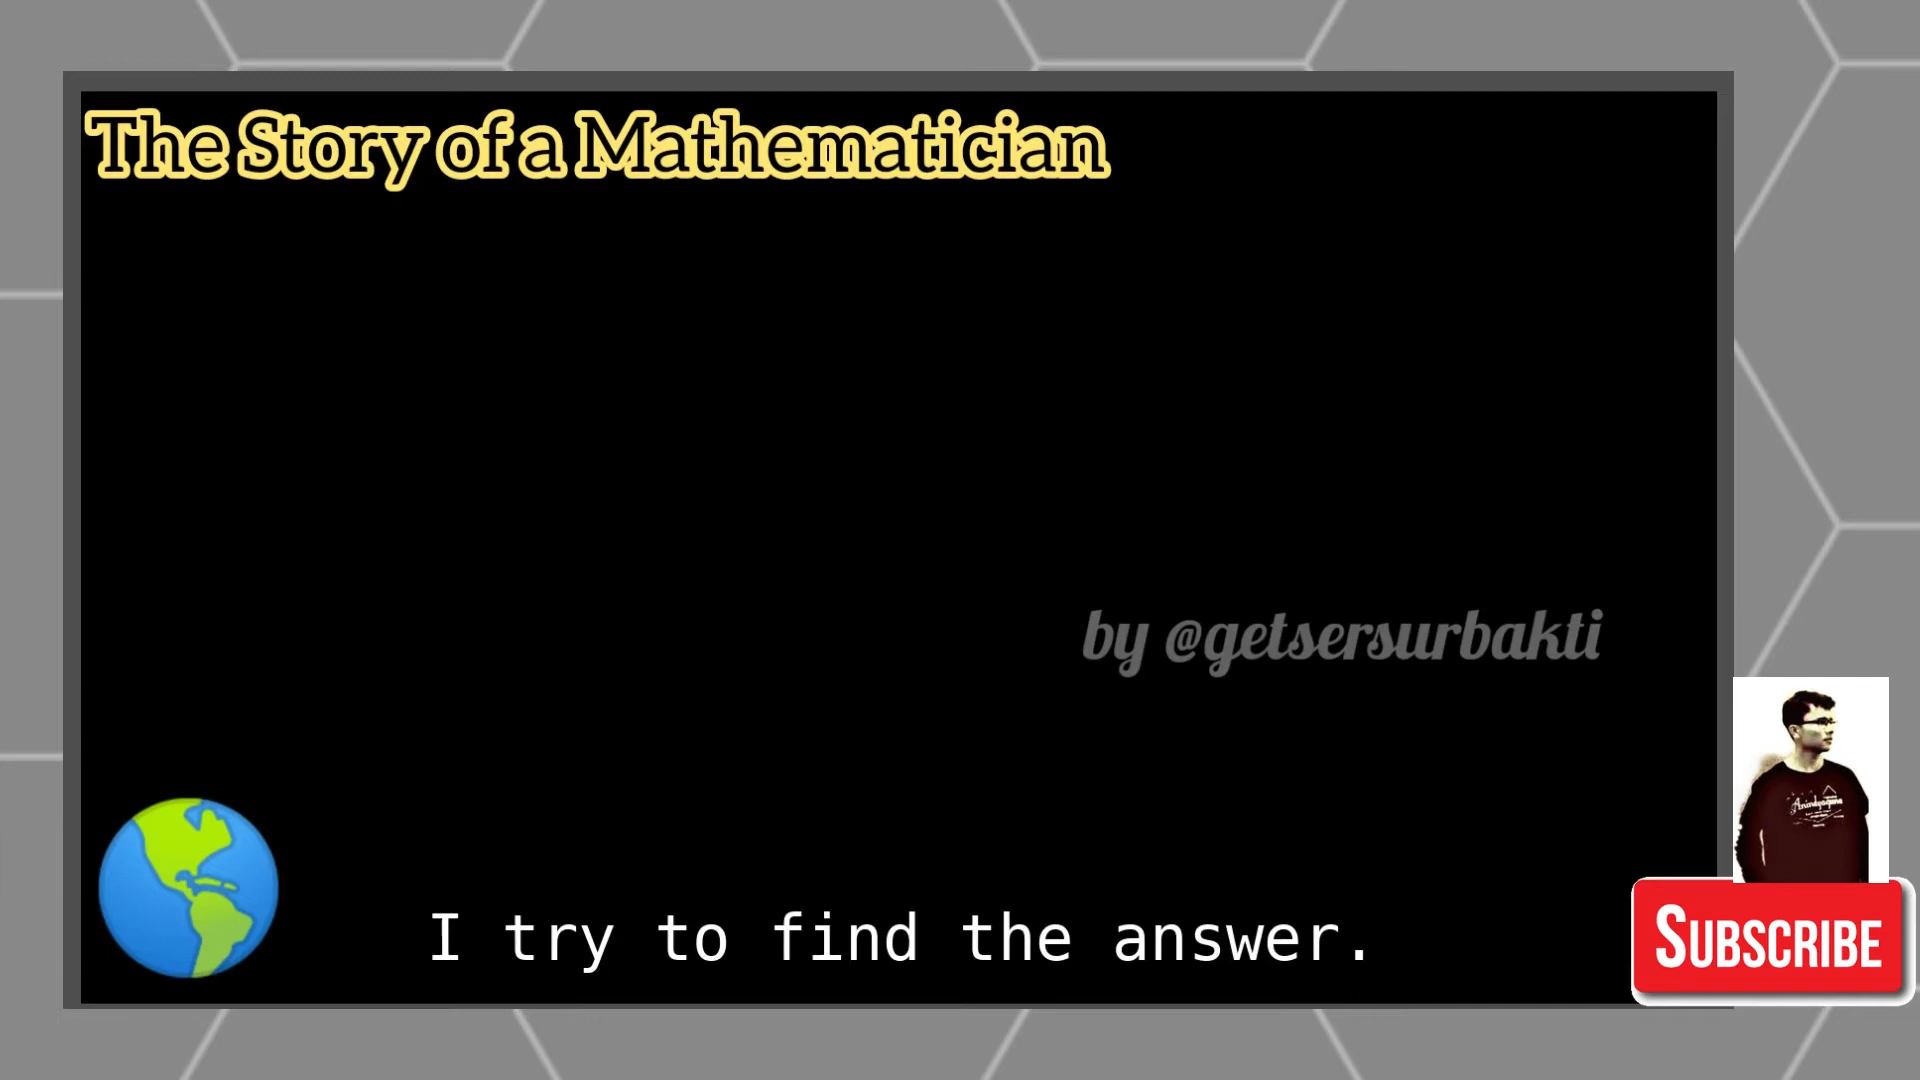 The Story of a Mathematician
by @getsersurbakti
I try to find the answer.
SUBSCRIBE